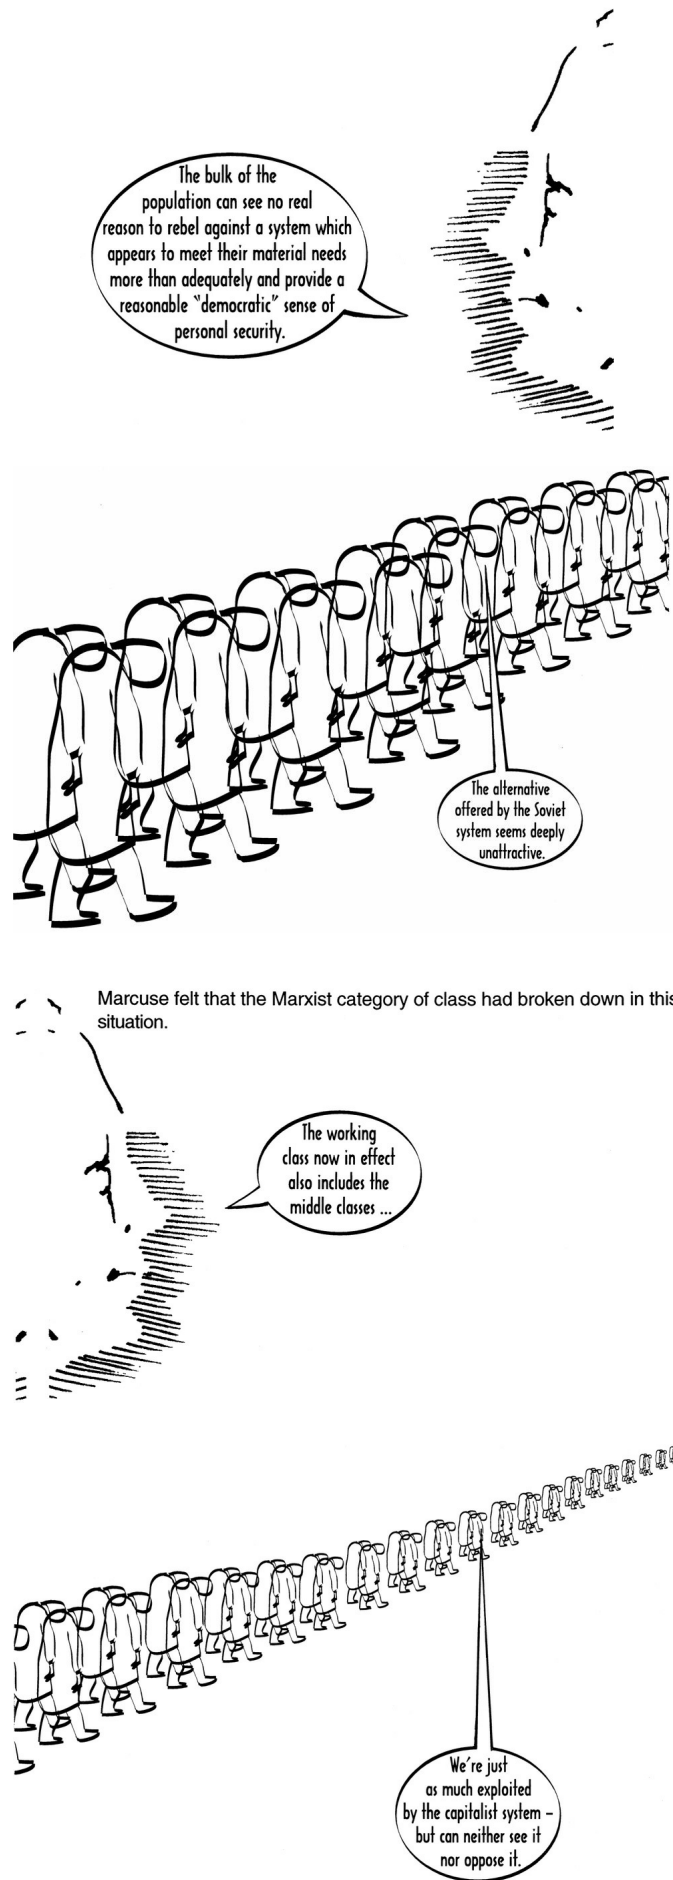 The bulk of the
population can see no real
reason to rebel against a system which
appears to meet their material needs
more than adequately and provide a
reasonable “democratic” sense of
personal security.
The alternative
offered by the Soviet
system seems deeply
unattractive.
Marcuse felt that the Marxist category of class had broken down in this
situation.
The working
class now in effect
also includes the
middle classes ...
We’re just
as much exploited
by the capitalist system –
but can neither see it
nor oppose it.